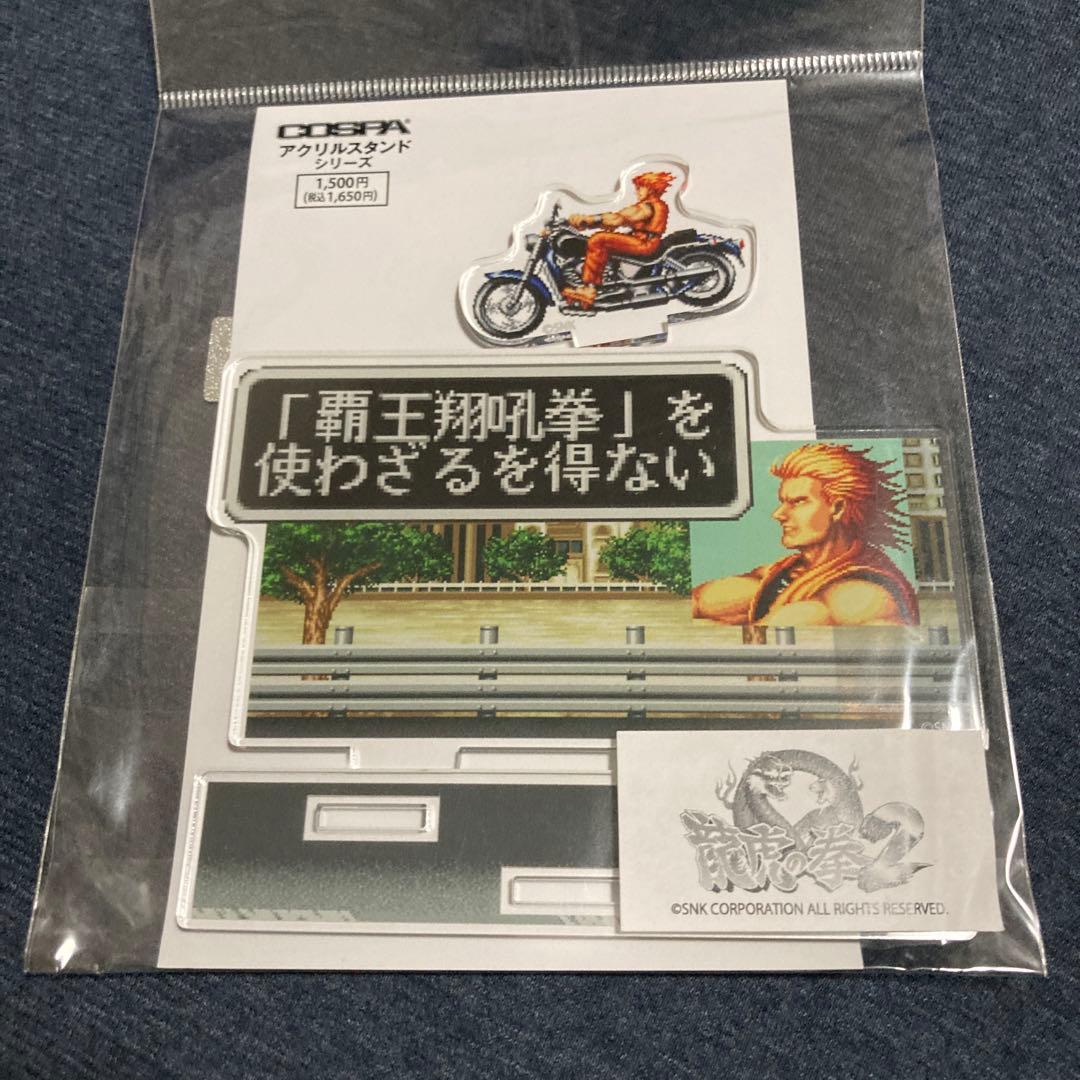 COSPA®
アクリルスタンド
シリーズ
1,500円
(税込1,650円)
「覇王翔吼拳」を
使わざるを得ない
龍虎の拳2
©SNK CORPORATION ALL RIGHTS RESERVED.